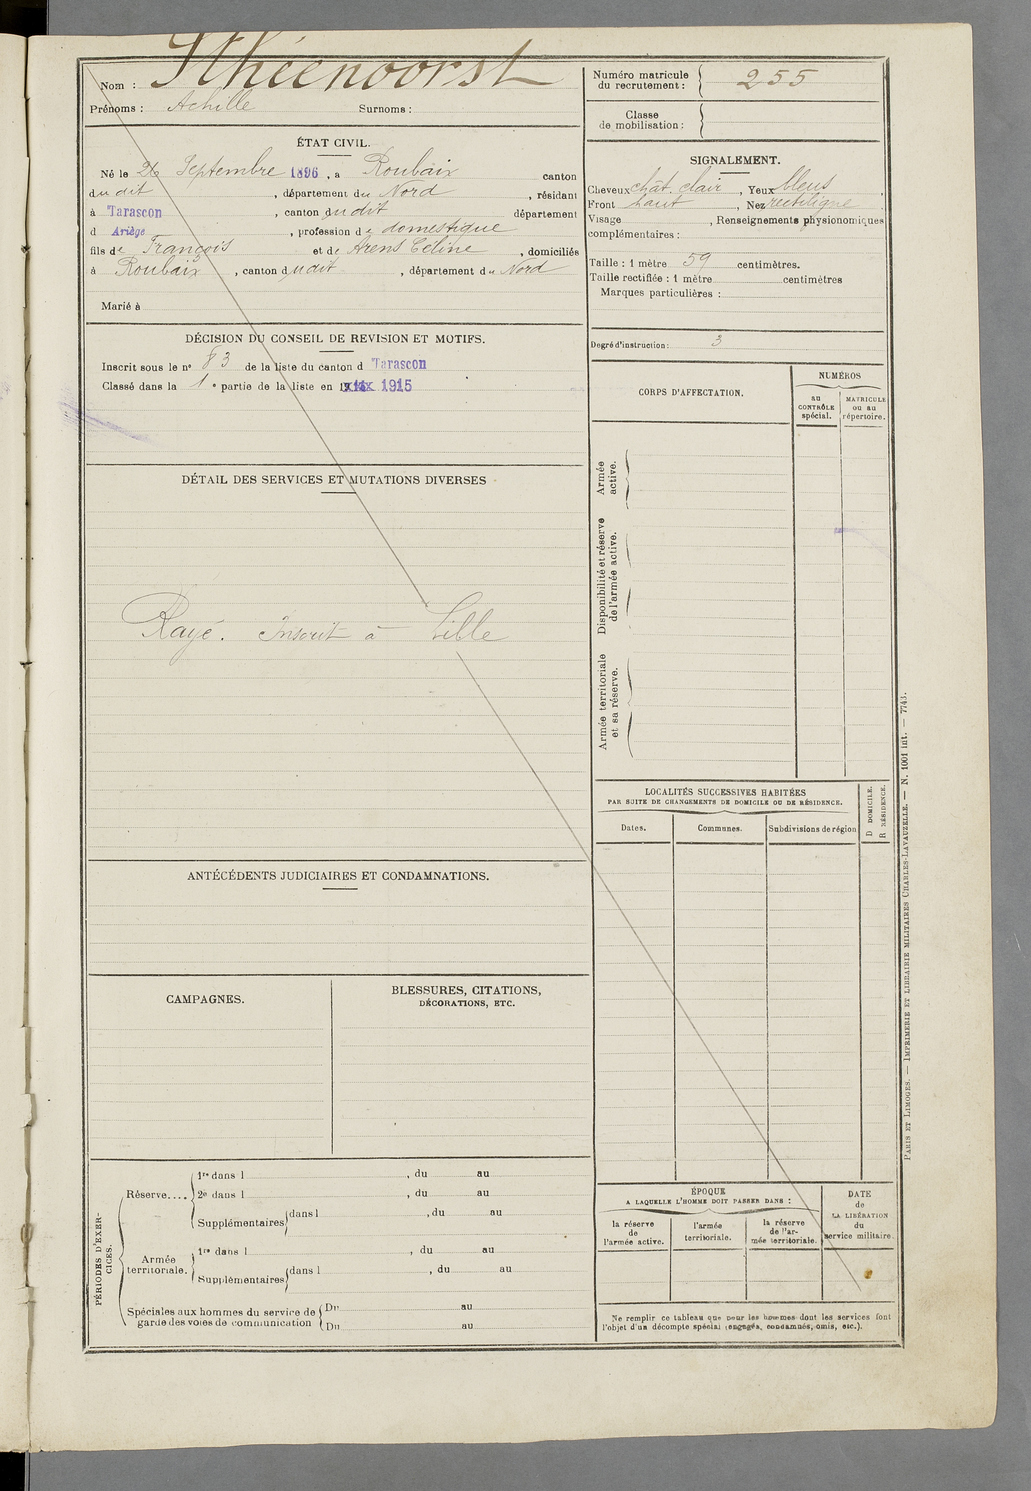 Nom : Sthéenoorst
Prénoms : Achille Surnoms :
ÉTAT CIVIL.
Né le 26 Septembre 1896, à Roubaix canton
du dit, département du Nord, résidant
à Tarascon, canton dudit département
d Ariège, profession de domestique
fils de François et de Arens Céline, domiciliés
à Roubaix, canton dudit, département du Nord
Marié à
DÉCISION DU CONSEIL DE REVISION ET MOTIFS.
Inscrit sous le n° 83 de la liste du canton d Tarascon
Classé dans la 1e partie de la liste en 1915
DÉTAIL DES SERVICES ET MUTATIONS DIVERSES
Rayé. Inscrit à Lille
ANTÉCÉDENTS JUDICIAIRES ET CONDAMNATIONS.
CAMPAGNES.
BLESSURES, CITATIONS,
DÉCORATIONS, ETC.
PÉRIODES D'EXER-
CICES.
Réserve....
1re dans l , du au
2e dans l , du au
Supplémentaires dans l , du au
Armée
territoriale.
1re dans l , du au
Supplémentaires dans l , du au
Spéciales aux hommes du service de
garde des voies de communication
Du au
Du au
Numéro matricule
du recrutement : 255
Classe
de mobilisation :
SIGNALEMENT.
Cheveux chât. clair, Yeux bleus
Front haut, Nez rectiligne
Visage , Renseignements physionomiques
complémentaires :
Taille : 1 mètre 59 centimètres.
Taille rectifiée : 1 mètre centimètres
Marques particulières :
Degré d'instruction : 3
CORPS D'AFFECTATION.
NUMÉROS
au
CONTRÔLE
spécial.
MATRICULE
ou au
répertoire.
Armée
active.
Disponibilité et réserve
de l'armée active.
Armée territoriale
et sa réserve.
LOCALITÉS SUCCESSIVES HABITÉES
PAR SUITE DE CHANGEMENTS DE DOMICILE OU DE RÉSIDENCE.
D DOMICILE.
R RÉSIDENCE.
Dates. Communes. Subdivisions de région
ÉPOQUE
A LAQUELLE L'HOMME DOIT PASSER DANS :
la réserve
de
l'armée active.
l'armée
territoriale.
la réserve
de l'ar-
mée territoriale.
DATE
de
LA LIBÉRATION
du
service militaire.
Ne remplir ce tableau que pour les hommes dont les services font
l'objet d'un décompte spécial (engagés, condamnés, omis, etc.).
PARIS ET LIMOGES. — IMPRIMERIE ET LIBRAIRIE MILITAIRES CHARLES-LAVAUZELLE. — N. 1001 int. — 7743.